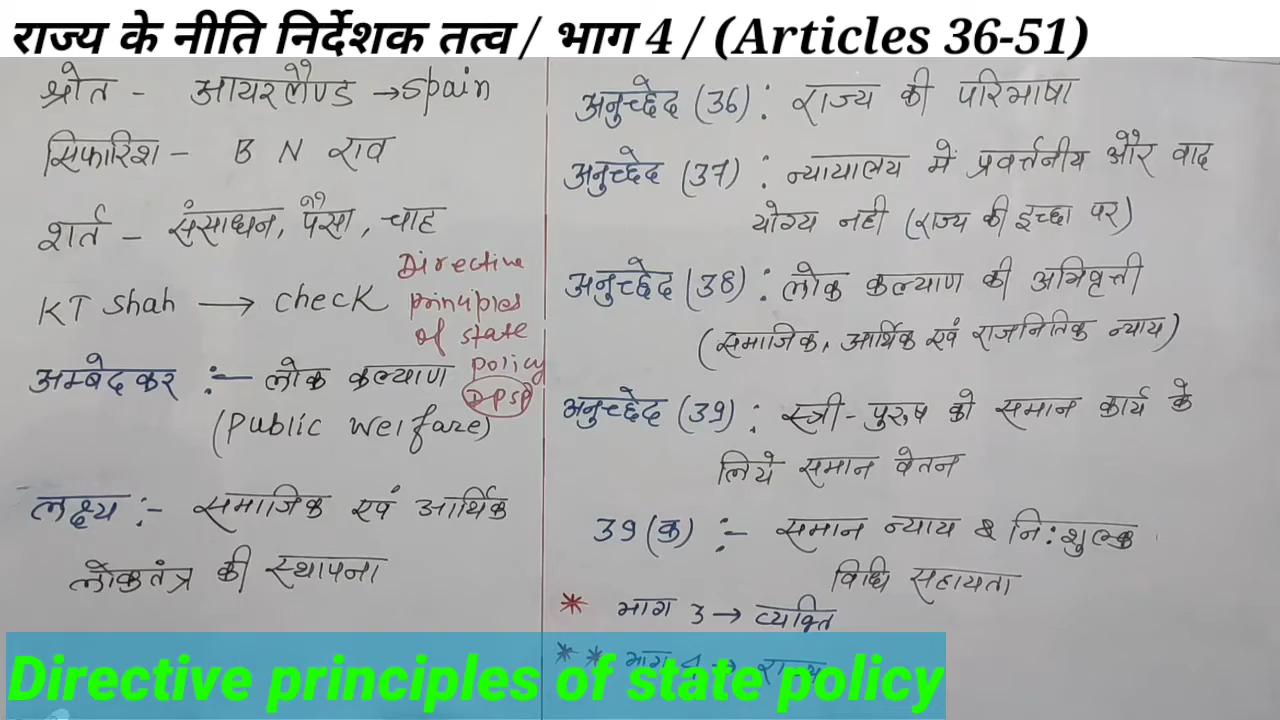 राज्य के नीति निर्देशक तत्व / भाग 4 / (Articles 36-51)
श्रोत - आयरलैण्ड → Spain
सिफारिश - B N राव
शर्त - संसाधन, पैसा, चाह
KT Shah → check
Directive
principles
of state
policy
DPSP
अम्बेदकर :- लोक कल्याण
(Public Welfare)
लक्ष्य :- समाजिक एवं आर्थिक
लोकतंत्र की स्थापना
अनुच्छेद (36) : राज्य की परिभाषा
अनुच्छेद (37) : न्यायालय में प्रवर्त्तनीय और वाद
योग्य नही (राज्य की इच्छा पर)
अनुच्छेद (38) : लोक कल्याण की अभिवृत्ती
(समाजिक, आर्थिक एवं राजनितिक न्याय)
अनुच्छेद (39) : स्त्री-पुरुष को समान कार्य के
लिये समान वेतन
39 (क) :- समान न्याय & नि:शुल्क
विधि सहायता
* भाग 3 → व्यक्ति
** भाग 4 → राज्य
Directive principles of state policy